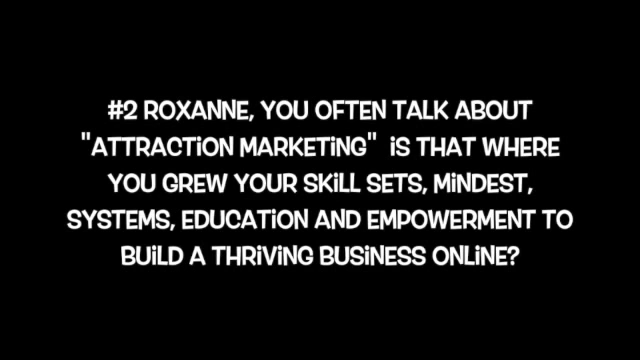 #2 ROXANNE, YOU OFTEN TALK ABOUT
"ATTRACTION MARKETING" IS THAT WHERE
YOU GREW YOUR SKILL SETS, MINDEST,
SYSTEMS, EDUCATION AND EMPOWERMENT TO
BUILD A THRIVING BUSINESS ONLINE?